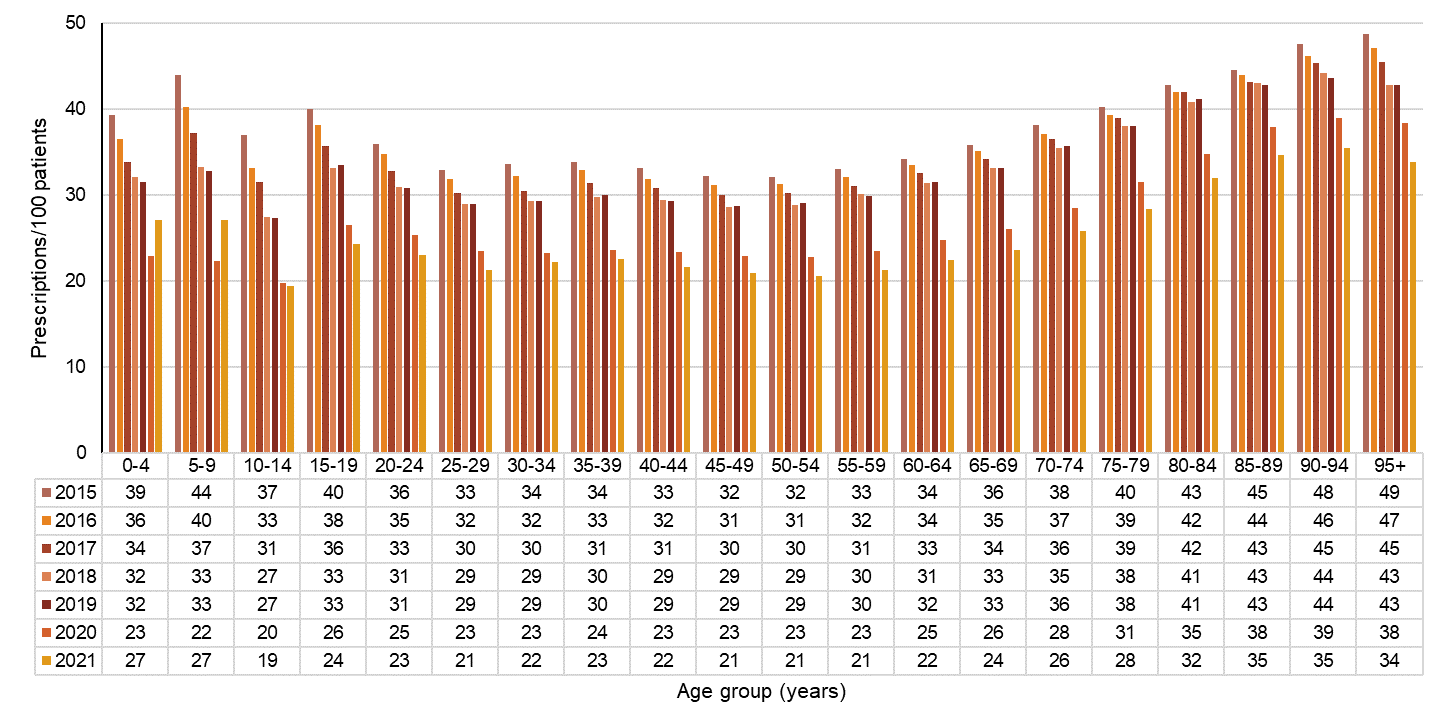 50
40
30
20
10
0
Prescriptions/100 patients
0-4 5-9 10-14 15-19 20-24 25-29 30-34 35-39 40-44 45-49 50-54 55-59 60-64 65-69 70-74 75-79 80-84 85-89 90-94 95+
2015 39 44 37 40 36 33 34 34 33 32 32 33 34 36 38 40 43 45 48 49
2016 36 40 33 38 35 32 32 33 32 31 31 32 34 35 37 39 42 44 46 47
2017 34 37 31 36 33 30 30 31 31 30 30 31 33 34 36 39 42 43 45 45
2018 32 33 27 33 31 29 29 30 29 29 29 30 31 33 35 38 41 43 44 43
2019 32 33 27 33 31 29 29 30 29 29 29 30 32 33 36 38 41 43 44 43
2020 23 22 20 26 25 23 23 24 23 23 23 23 25 26 28 31 35 38 39 38
2021 27 27 19 24 23 21 22 23 22 21 21 21 22 24 26 28 32 35 35 34
Age group (years)